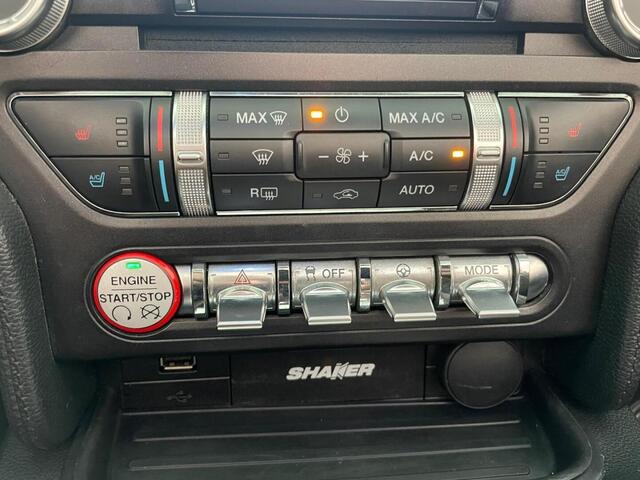 MAX
MAX A/C
A/C
A/C
A/C
R
AUTO
ENGINE
START/STOP
OFF
MODE
SHAKER